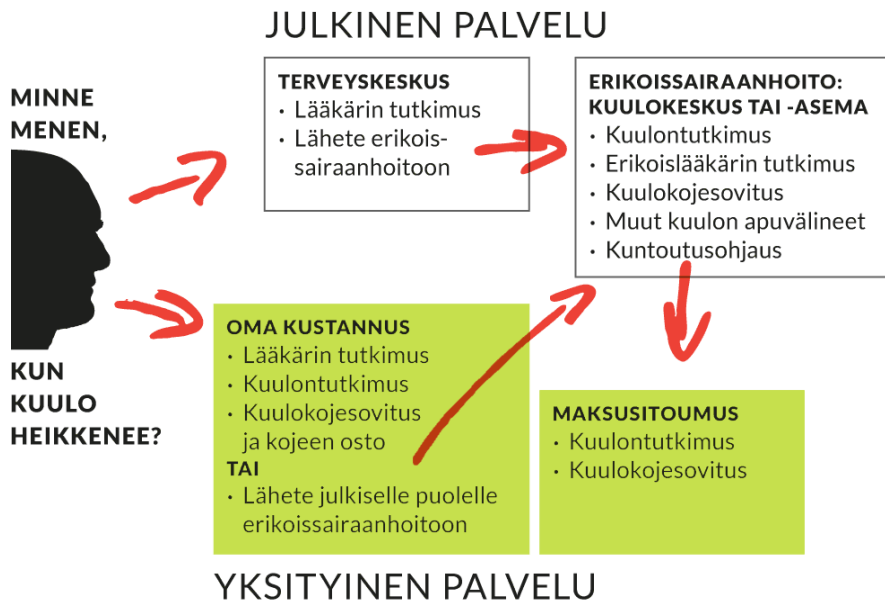 JULKINEN PALVELU
MINNE
MENEN,
KUN
KUULO
HEIKKENEE?
TERVEYSKESKUS
· Lääkärin tutkimus
· Lähete erikois-
sairaanhoitoon
ERIKOISSAIRAANHOITO:
KUULOKESKUS TAI -ASEMA
· Kuulontutkimus
· Erikoislääkärin tutkimus
· Kuulokojesovitus
· Muut kuulon apuvälineet
· Kuntoutusohjaus
OMA KUSTANNUS
· Lääkärin tutkimus
· Kuulontutkimus
· Kuulokojesovitus
ja kojeen osto
TAI
· Lähete julkiselle puolelle
erikoissairaanhoitoon
MAKSUSITOUMUS
· Kuulontutkimus
· Kuulokojesovitus
YKSITYINEN PALVELU